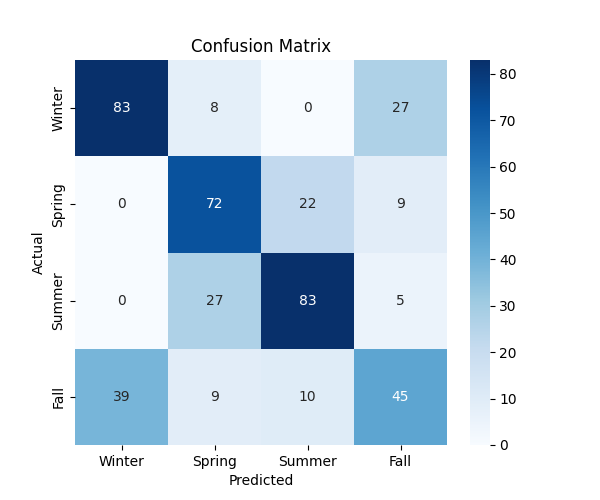 Confusion Matrix
Winter 83 8 0 27
Spring 0 72 22 9
Summer 0 27 83 5
Fall 39 9 10 45
Winter Spring Summer Fall
Predicted
Actual
80
70
60
50
40
30
20
10
0